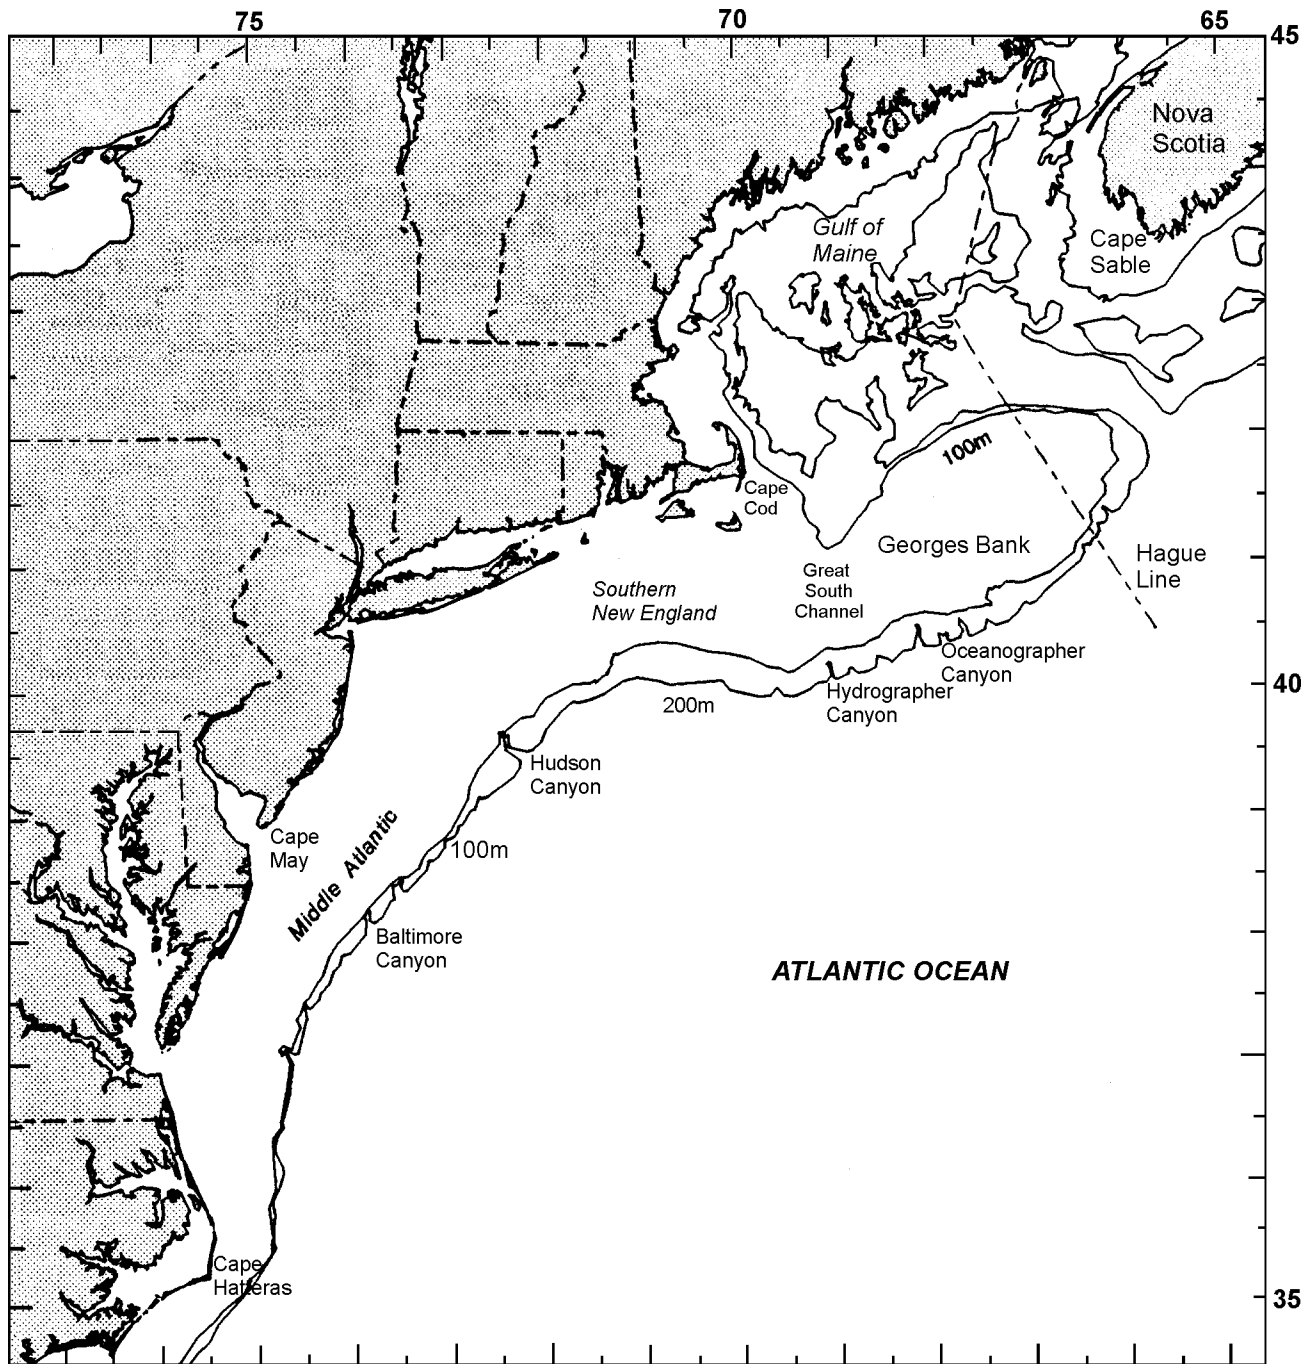 75
70
65
45
Nova
Scotia
Gulf of
Maine
Cape
Sable
100m
Cape
Cod
Georges Bank
Hague
Line
Great
South
Channel
Southern
New England
Oceanographer
Canyon
40
Hydrographer
Canyon
200m
Hudson
Canyon
Cape
May
Middle Atlantic
100m
Baltimore
Canyon
ATLANTIC OCEAN
Cape
Hatteras
35